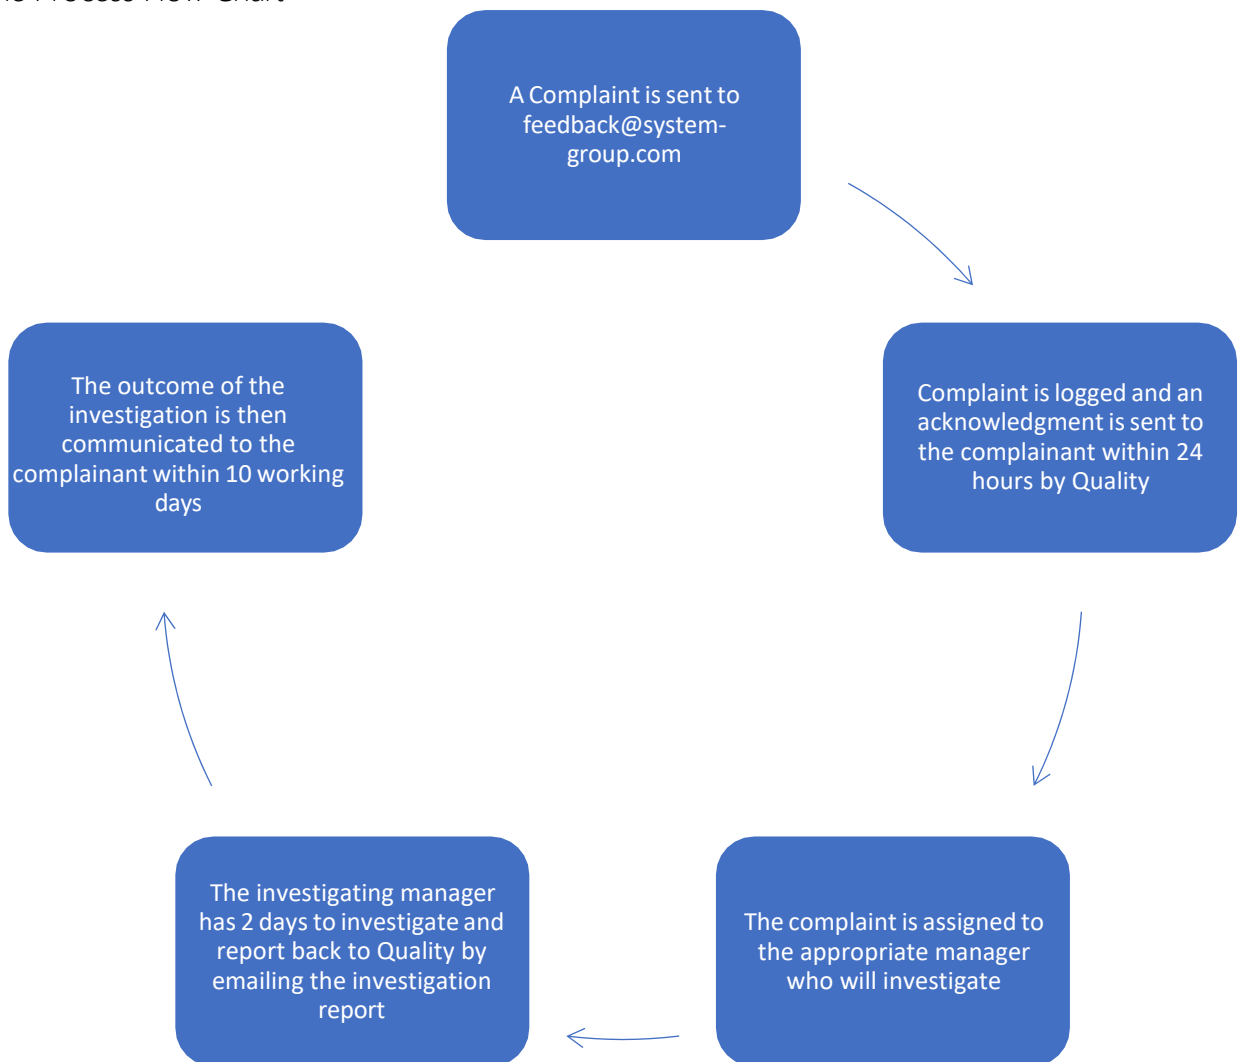 Process Flow Chart
A Complaint is sent to
feedback@system-
group.com
Complaint is logged and an
acknowledgment is sent to
the complainant within 24
hours by Quality
The complaint is assigned to
the appropriate manager
who will investigate
The investigating manager
has 2 days to investigate and
report back to Quality by
emailing the investigation
report
The outcome of the
investigation is then
communicated to the
complainant within 10 working
days